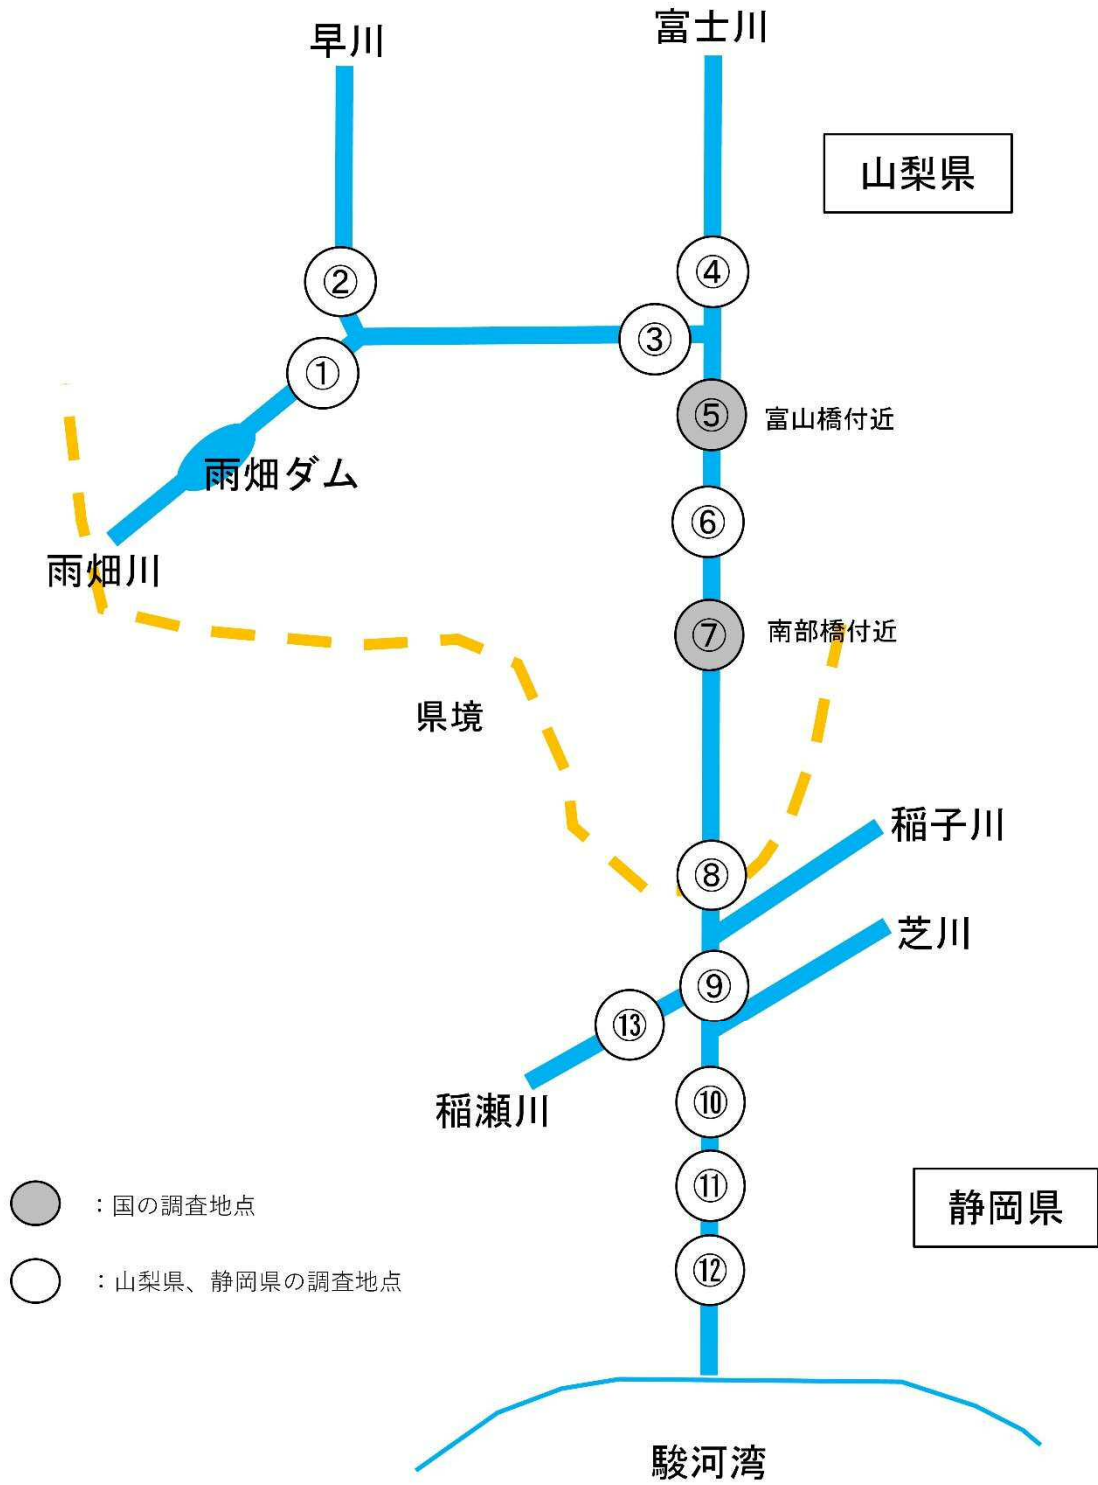 早川
富士川
山梨県
②
④
③
①
⑤
富山橋付近
雨畑ダム
⑥
雨畑川
⑦
南部橋付近
県境
稲子川
⑧
芝川
⑨
⑬
稲瀬川
⑩
⑪
：国の調査地点
静岡県
⑫
：山梨県、静岡県の調査地点
駿河湾